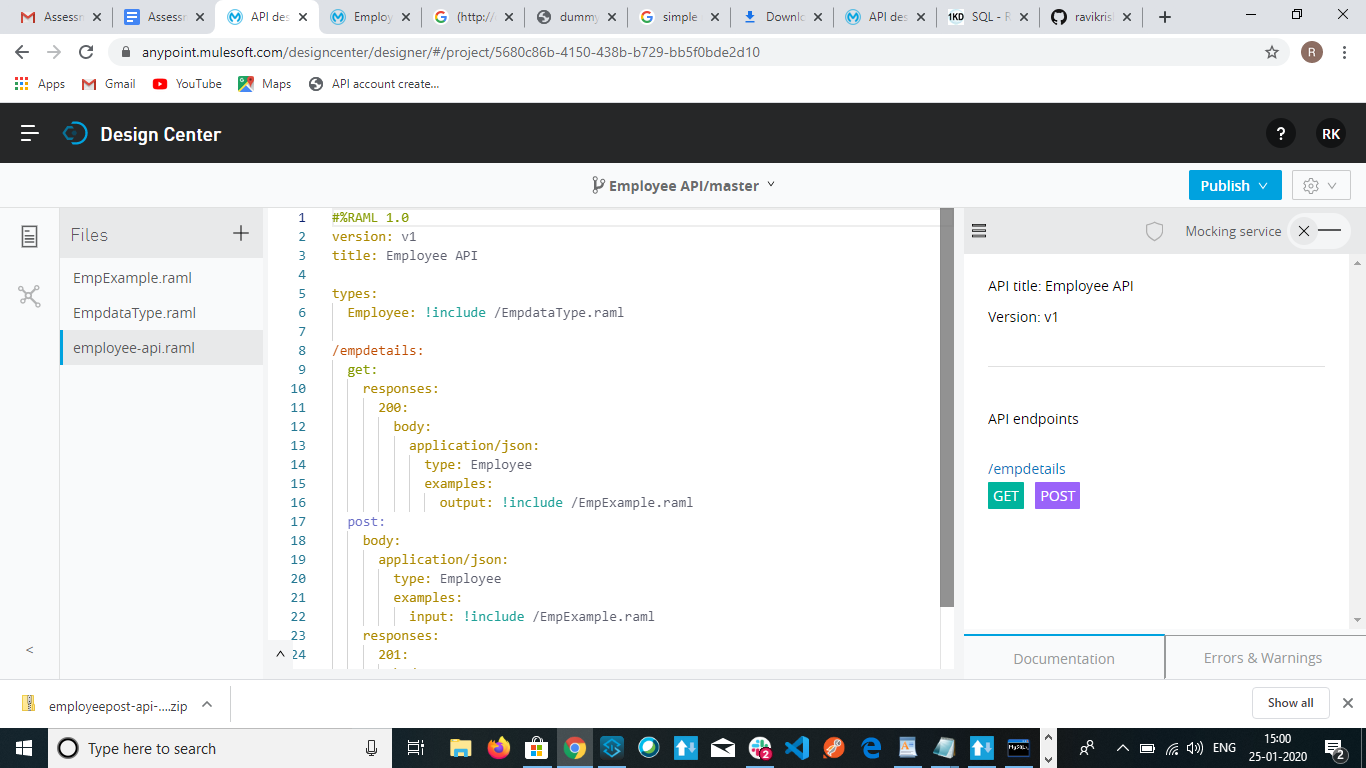 Assessn
Assessn
API des
Employ
(http:/
dummy
simple
Downlo
API des
1KD
SQL - R
ravikrisl
anypoint.mulesoft.com/designcenter/designer/#/project/5680c86b-4150-438b-b729-bb5f0bde2d10
R
Apps
Gmail
YouTube
Maps
API account create...
Design Center
?
RK
Employee API/master
Publish
Files
EmpExample.raml
EmpdataType.raml
employee-api.raml
1 #%RAML 1.0
2 version: v1
3 title: Employee API
4
5 types:
6 Employee: !include /EmpdataType.raml
7
8 /empdetails:
9 get:
10 responses:
11 200:
12 body:
13 application/json:
14 type: Employee
15 examples:
16 output: !include /EmpExample.raml
17 post:
18 body:
19 application/json:
20 type: Employee
21 examples:
22 input: !include /EmpExample.raml
23 responses:
24 201:
Mocking service
API title: Employee API
Version: v1
API endpoints
/empdetails
GET POST
Documentation
Errors & Warnings
employeepost-api-....zip
Show all
Type here to search
2
MySQL
ENG
15:00
25-01-2020
2